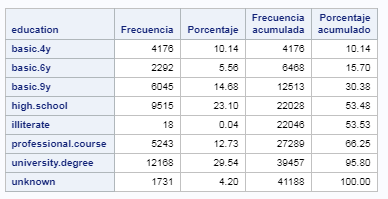 education Frecuencia Porcentaje Frecuencia acumulada Porcentaje acumulado
basic.4y 4176 10.14 4176 10.14
basic.6y 2292 5.56 6468 15.70
basic.9y 6045 14.68 12513 30.38
high.school 9515 23.10 22028 53.48
illiterate 18 0.04 22046 53.53
professional.course 5243 12.73 27289 66.25
university.degree 12168 29.54 39457 95.80
unknown 1731 4.20 41188 100.00